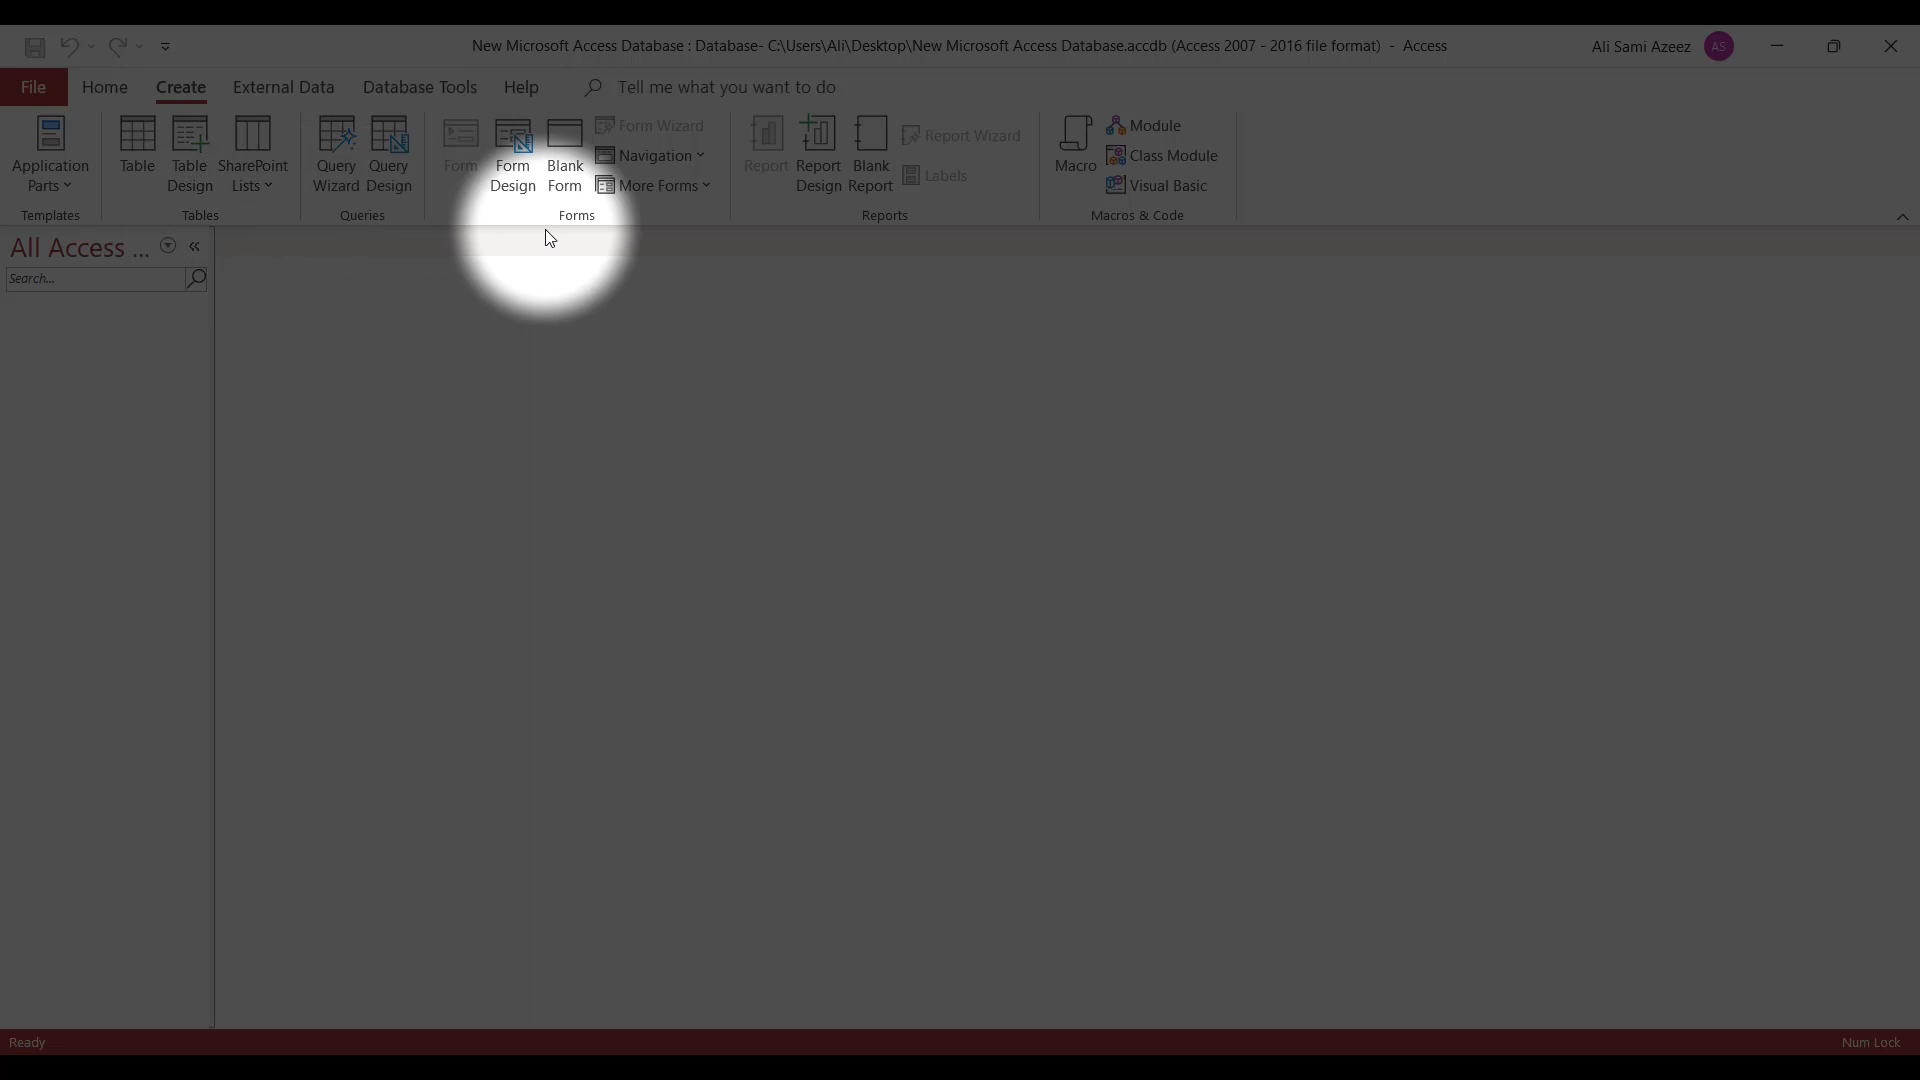 New Microsoft Access Database : Database- C:\Users\Ali\Desktop\New Microsoft Access Database.accdb (Access 2007 - 2016 file format) - Access
Ali Sami Azeez
AS
File
Home
Create
External Data
Database Tools
Help
Tell me what you want to do
Application
Parts
Templates
Table
Table
Design
SharePoint
Lists
Tables
Query
Wizard
Query
Design
Queries
Form
Form
Design
Blank
Form
Form Wizard
Navigation
More Forms
Forms
Report
Report
Design
Blank
Report
Report Wizard
Labels
Reports
Macro
Module
Class Module
Visual Basic
Macros & Code
All Access ...
Search...
Ready
Num Lock